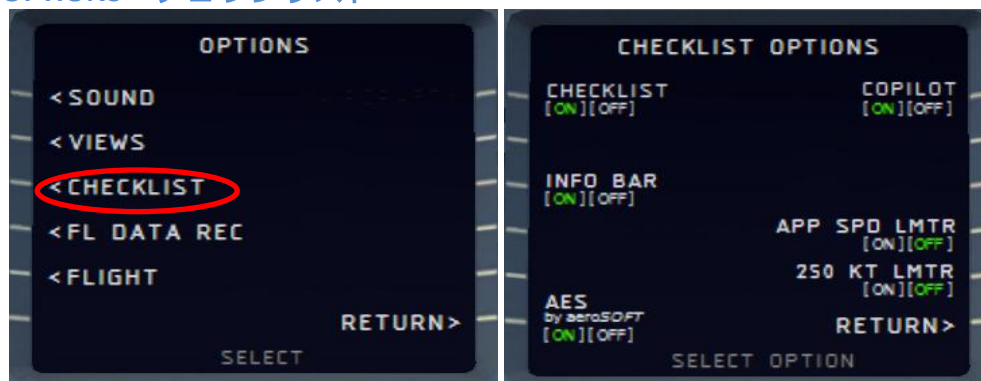 OPTIONS
<SOUND
<VIEWS
<CHECKLIST
<FL DATA REC
<FLIGHT
RETURN>
SELECT
CHECKLIST OPTIONS
CHECKLIST
[ON][OFF]
COPILOT
[ON][OFF]
INFO BAR
[ON][OFF]
APP SPD LMTR
[ON][OFF]
250 KT LMTR
[ON][OFF]
AES
by aeroSOFT
[ON][OFF]
RETURN>
SELECT OPTION